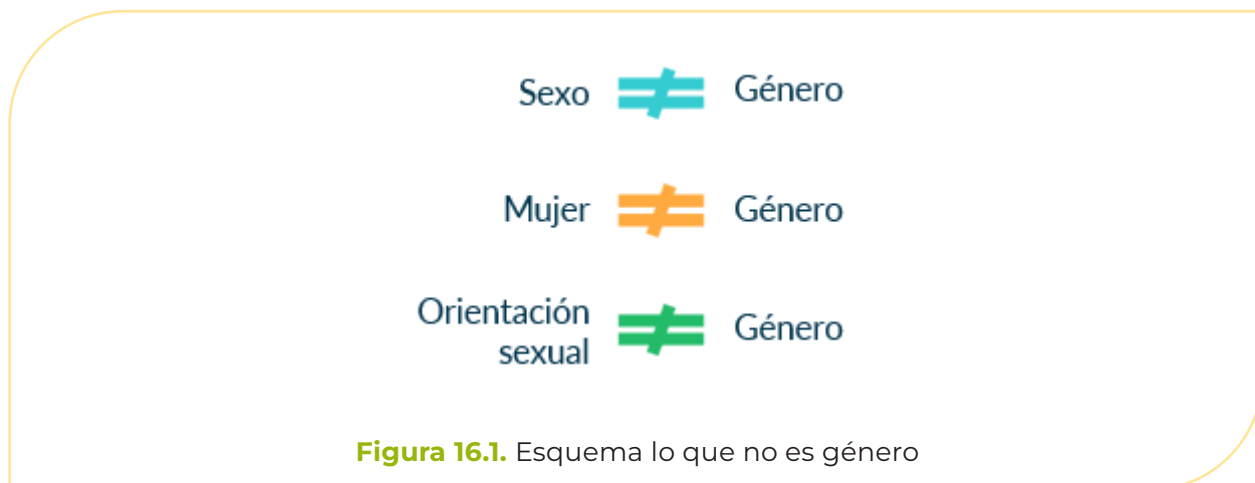 Sexo ≠ Género
Mujer ≠ Género
Orientación
sexual ≠ Género
Figura 16.1. Esquema lo que no es género